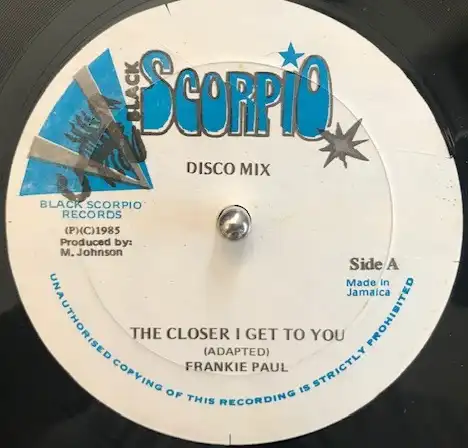 BLACK
SCORPIO
DISCO MIX
BLACK SCORPIO
RECORDS
(P)(C)1985
Produced by:
M. Johnson
Side A
Made in
Jamaica
THE CLOSER I GET TO YOU
(ADAPTED)
FRANKIE PAUL
UNAUTHORISED COPYING OF THIS RECORDING IS STRICTLY PROHIBITED